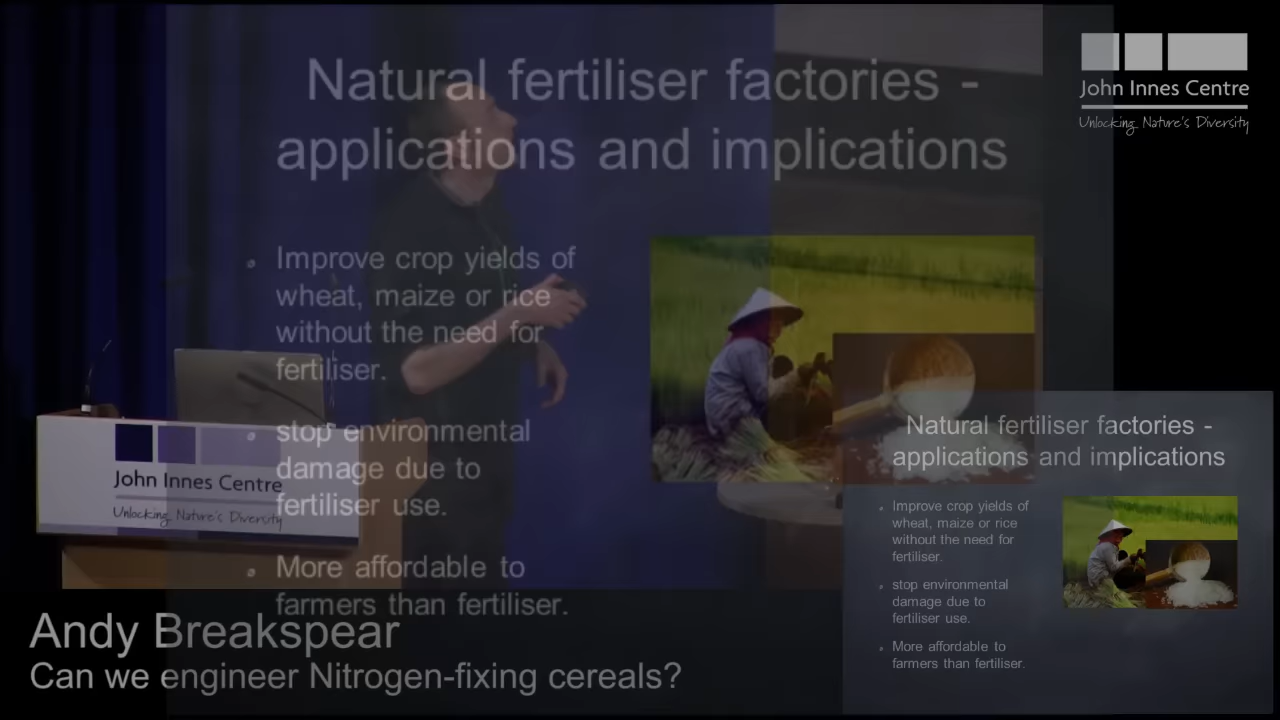 Natural fertiliser factories -
applications and implications
Improve crop yields of
wheat, maize or rice
without the need for
fertiliser.
stop environmental
damage due to
fertiliser use.
More affordable to
farmers than fertiliser.
John Innes Centre
Unlocking Nature's Diversity
John Innes Centre
Unlocking Nature's Diversity
Natural fertiliser factories -
applications and implications
Improve crop yields of
wheat, maize or rice
without the need for
fertiliser.
stop environmental
damage due to
fertiliser use.
More affordable to
farmers than fertiliser.
Andy Breakspear
Can we engineer Nitrogen-fixing cereals?